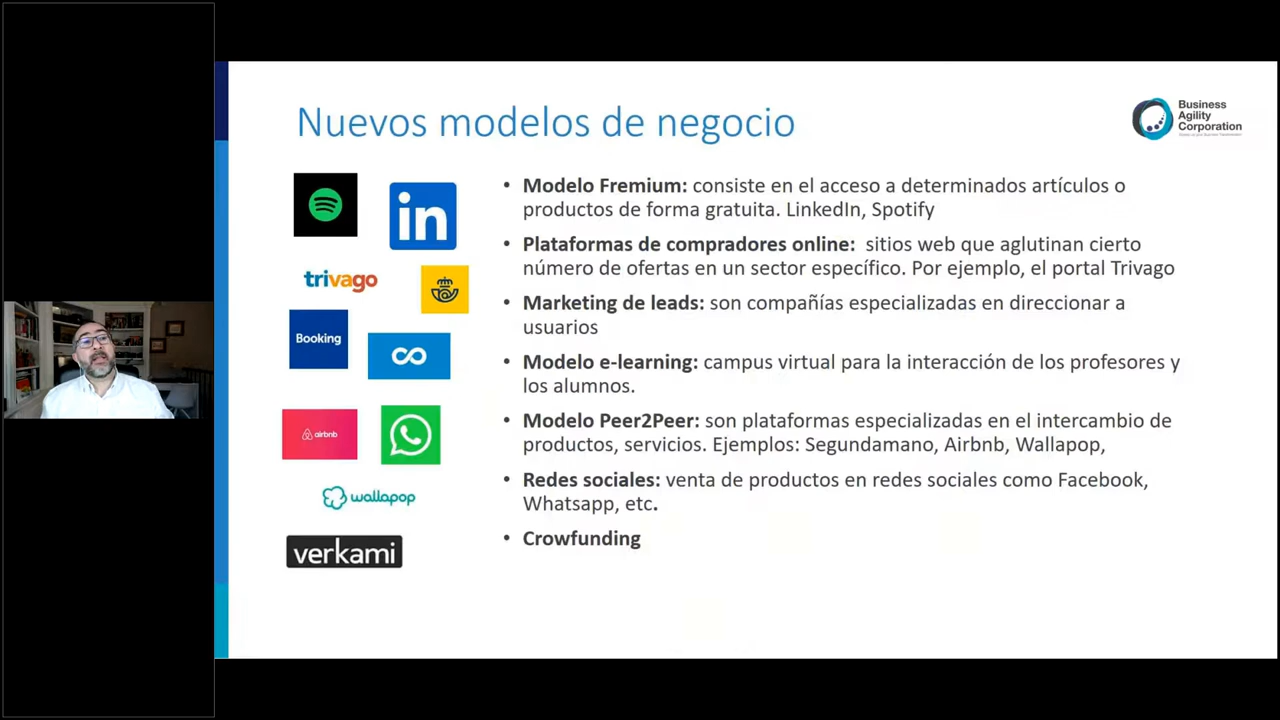 Nuevos modelos de negocio
Business
Agility
Corporation
in
trivago
Booking
airbnb
wallapop
verkami
• Modelo Fremium: consiste en el acceso a determinados artículos o
productos de forma gratuita. LinkedIn, Spotify
• Plataformas de compradores online: sitios web que aglutinan cierto
número de ofertas en un sector específico. Por ejemplo, el portal Trivago
• Marketing de leads: son compañías especializadas en direccionar a
usuarios
• Modelo e-learning: campus virtual para la interacción de los profesores y
los alumnos.
• Modelo Peer2Peer: son plataformas especializadas en el intercambio de
productos, servicios. Ejemplos: Segundamano, Airbnb, Wallapop,
• Redes sociales: venta de productos en redes sociales como Facebook,
Whatsapp, etc.
• Crowfunding